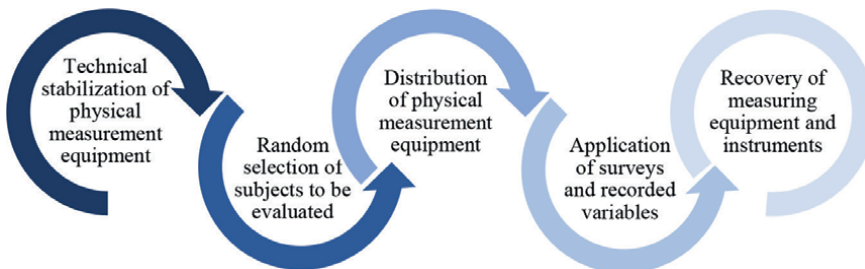 Technical
stabilization of
physical
measurement
equipment
Random
selection of
subjects to be
evaluated
Distribution
of physical
measurement
equipment
Application
of surveys
and recorded
variables
Recovery of
measuring
equipment and
instruments